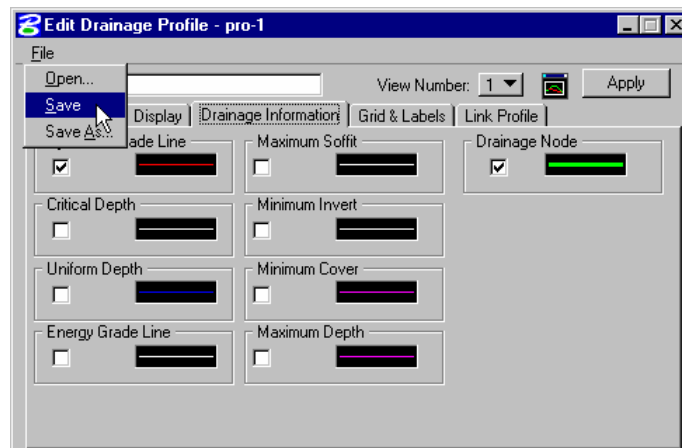 Edit Drainage Profile - pro-1
File
Open...
Save
Save As...
View Number: 1
Apply
Display
Drainage Information
Grid & Labels
Link Profile
ade Line
Maximum Soffit
Drainage Node
Critical Depth
Minimum Invert
Uniform Depth
Minimum Cover
Energy Grade Line
Maximum Depth